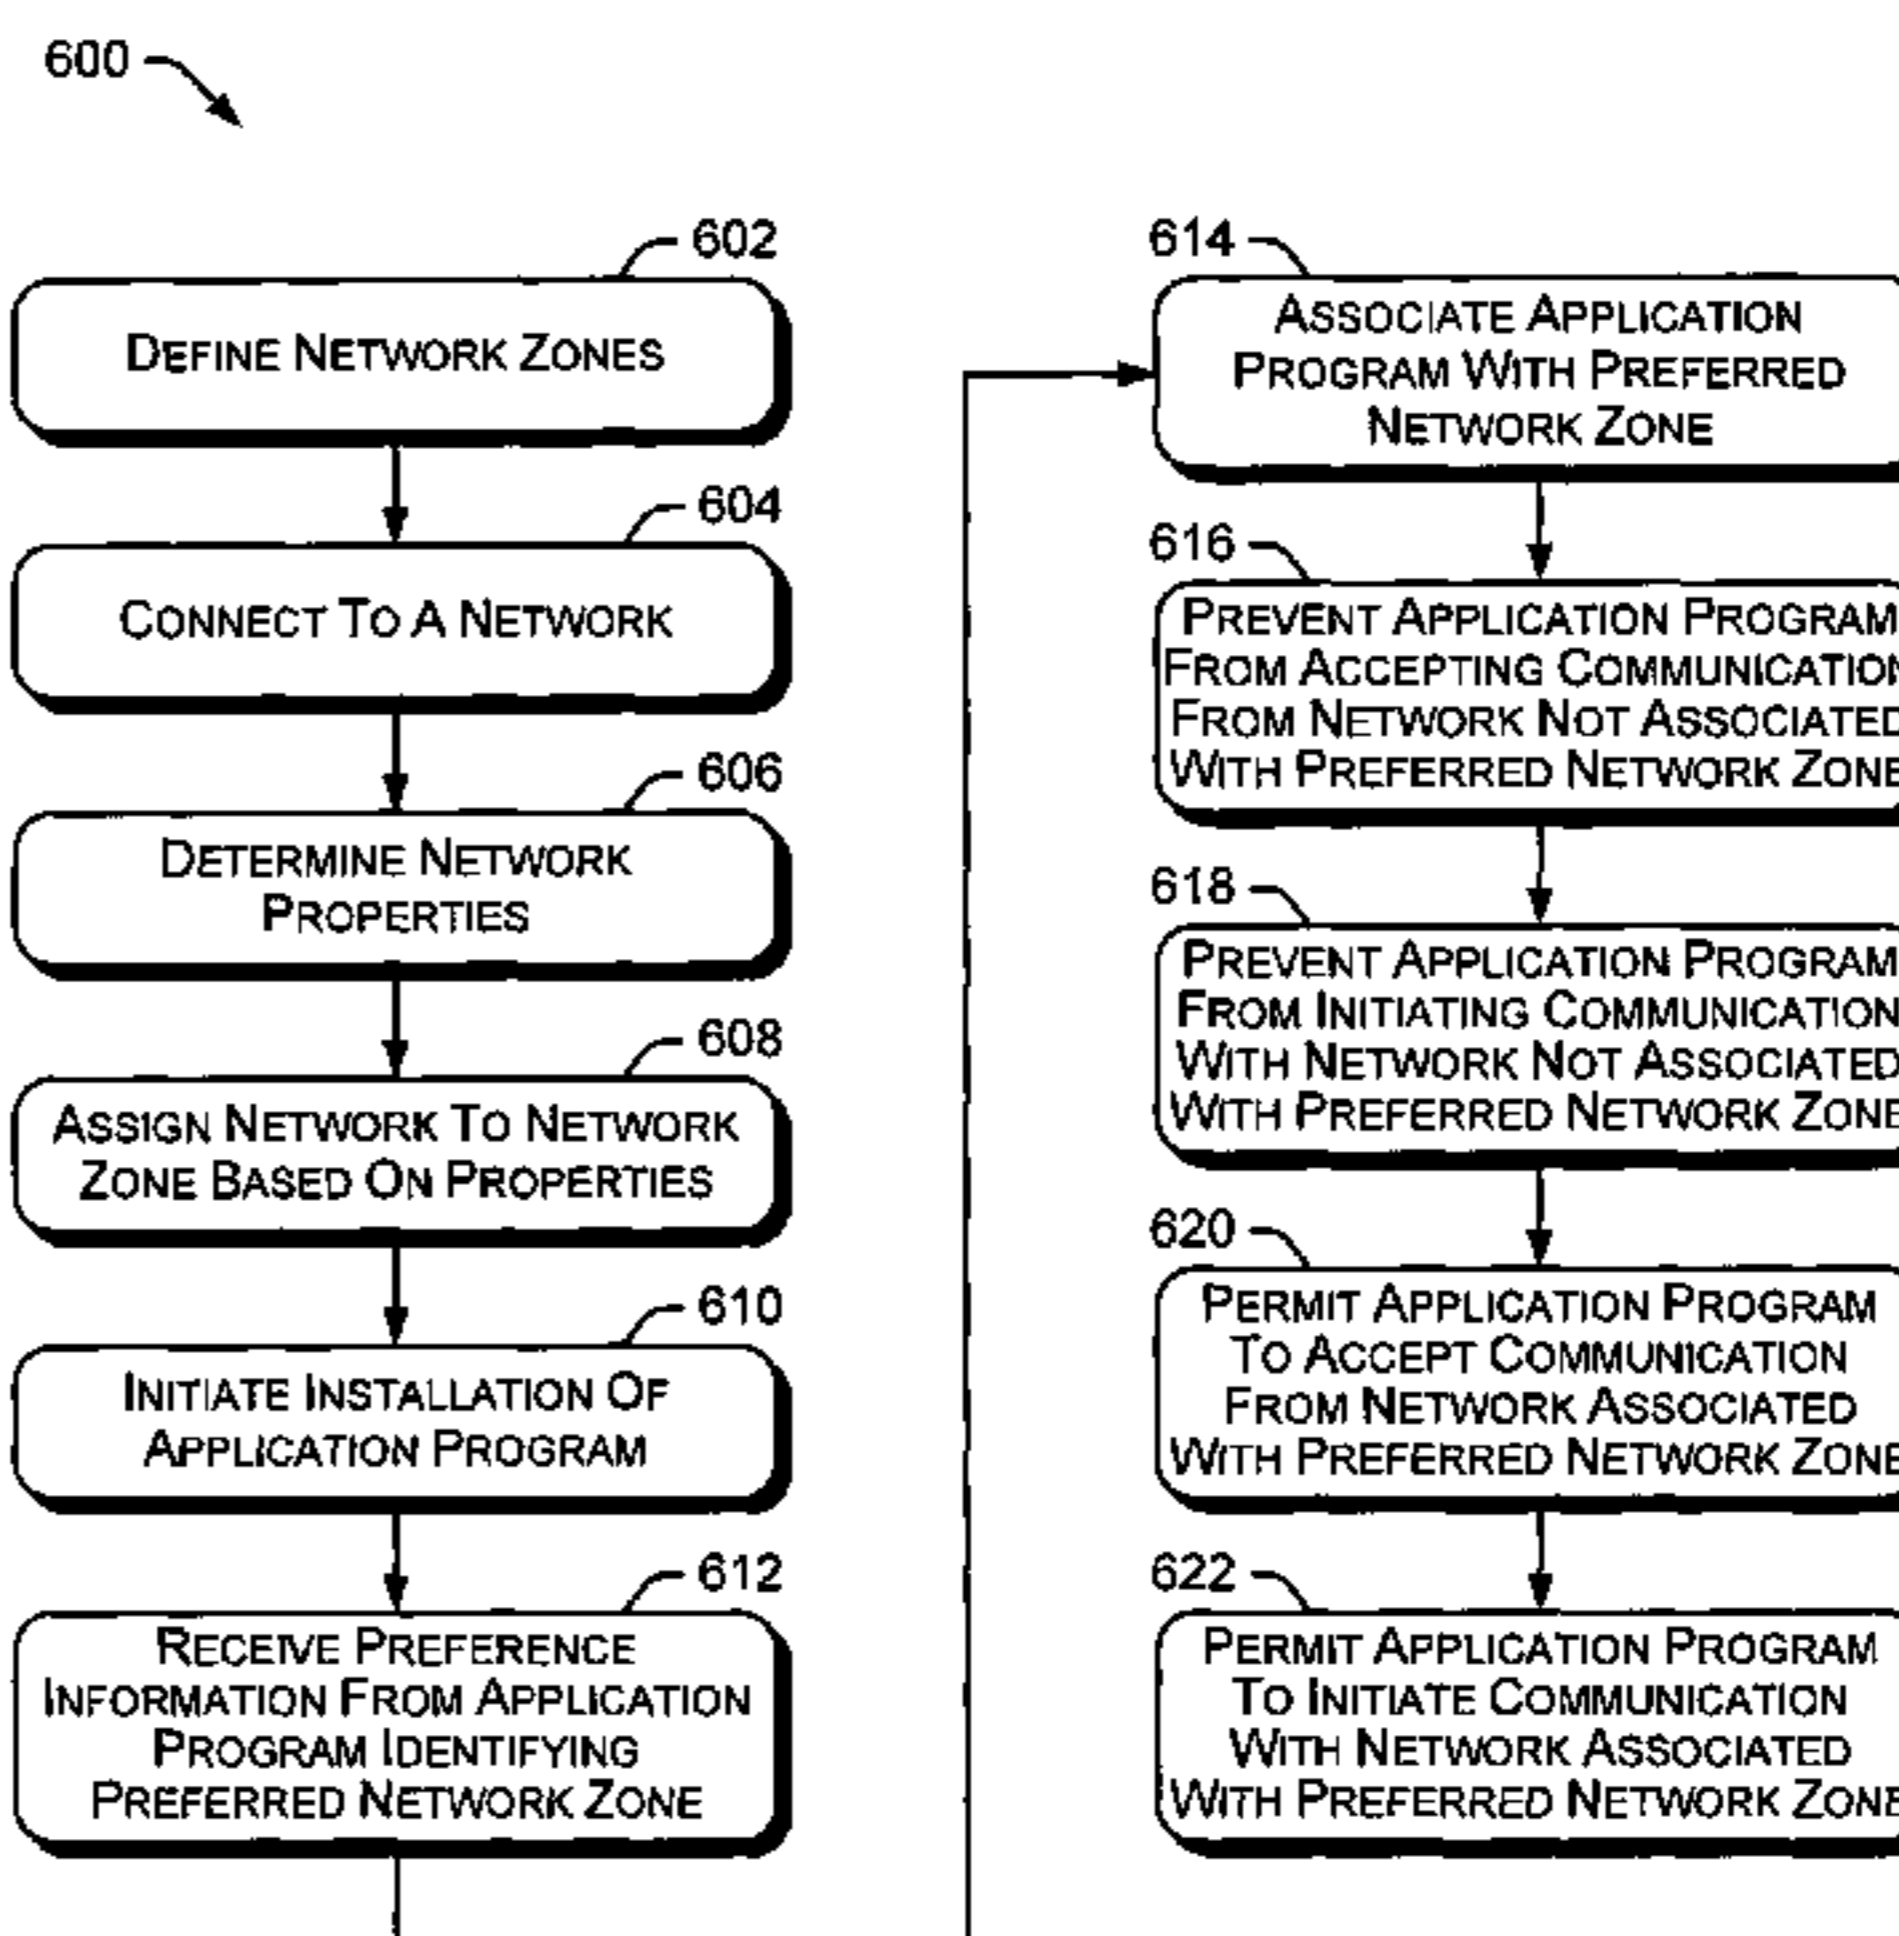 600
602
DEFINE NETWORK ZONES
604
CONNECT TO A NETWORK
606
DETERMINE NETWORK
PROPERTIES
608
ASSIGN NETWORK TO NETWORK
ZONE BASED ON PROPERTIES
610
INITIATE INSTALLATION OF
APPLICATION PROGRAM
612
RECEIVE PREFERENCE
INFORMATION FROM APPLICATION
PROGRAM IDENTIFYING
PREFERRED NETWORK ZONE
614
ASSOCIATE APPLICATION
PROGRAM WITH PREFERRED
NETWORK ZONE
616
PREVENT APPLICATION PROGRAM
FROM ACCEPTING COMMUNICATION
FROM NETWORK NOT ASSOCIATED
WITH PREFERRED NETWORK ZONE
618
PREVENT APPLICATION PROGRAM
FROM INITIATING COMMUNICATION
WITH NETWORK NOT ASSOCIATED
WITH PREFERRED NETWORK ZONE
620
PERMIT APPLICATION PROGRAM
TO ACCEPT COMMUNICATION
FROM NETWORK ASSOCIATED
WITH PREFERRED NETWORK ZONE
622
PERMIT APPLICATION PROGRAM
TO INITIATE COMMUNICATION
WITH NETWORK ASSOCIATED
WITH PREFERRED NETWORK ZONE